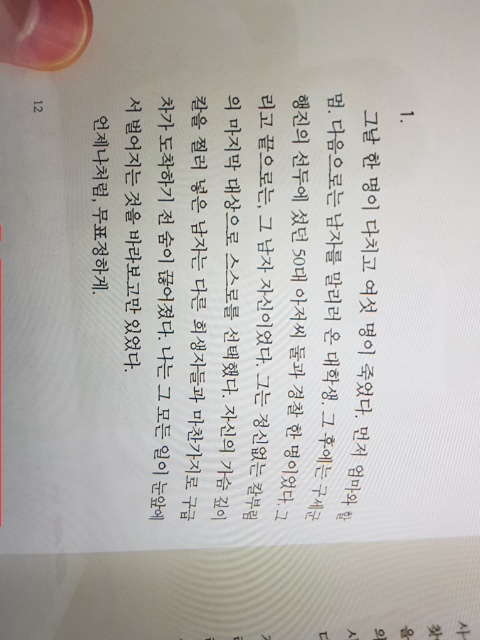 1.
그날 한 명이 다치고 여섯 명이 죽었다. 먼저 엄마와 할
멈. 다음으로는 남자를 말리러 온 대학생. 그 후에는 구세군
행진의 선두에 섰던 50대 아저씨 둘과 경찰 한 명이었다. 그
리고 끝으로는, 그 남자 자신이었다. 그는 정신없는 칼부림
의 마지막 대상으로 스스로를 선택했다. 자신의 가슴 깊이
칼을 찔러 넣은 남자는 다른 희생자들과 마찬가지로 구급
차가 도착하기 전 숨이 끊어졌다. 나는 그 모든 일이 눈앞에
서 벌어지는 것을 바라보고만 있었다.
언제나처럼, 무표정하게.
12